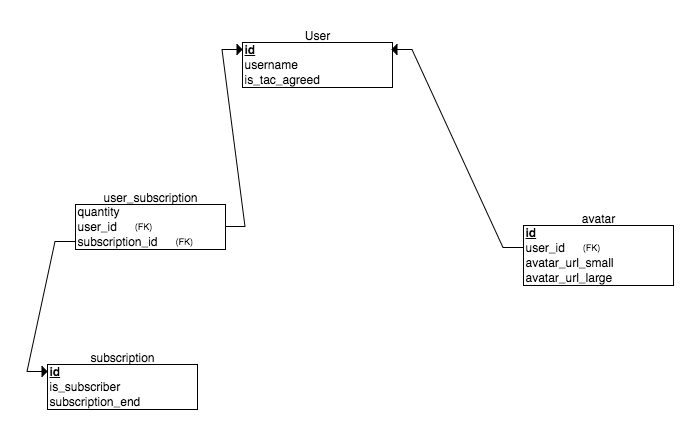 User
id
username
is_tac_agreed
user_subscription
quantity
user_id (FK)
subscription_id (FK)
avatar
id
user_id (FK)
avatar_url_small
avatar_url_large
subscription
id
is_subscriber
subscription_end